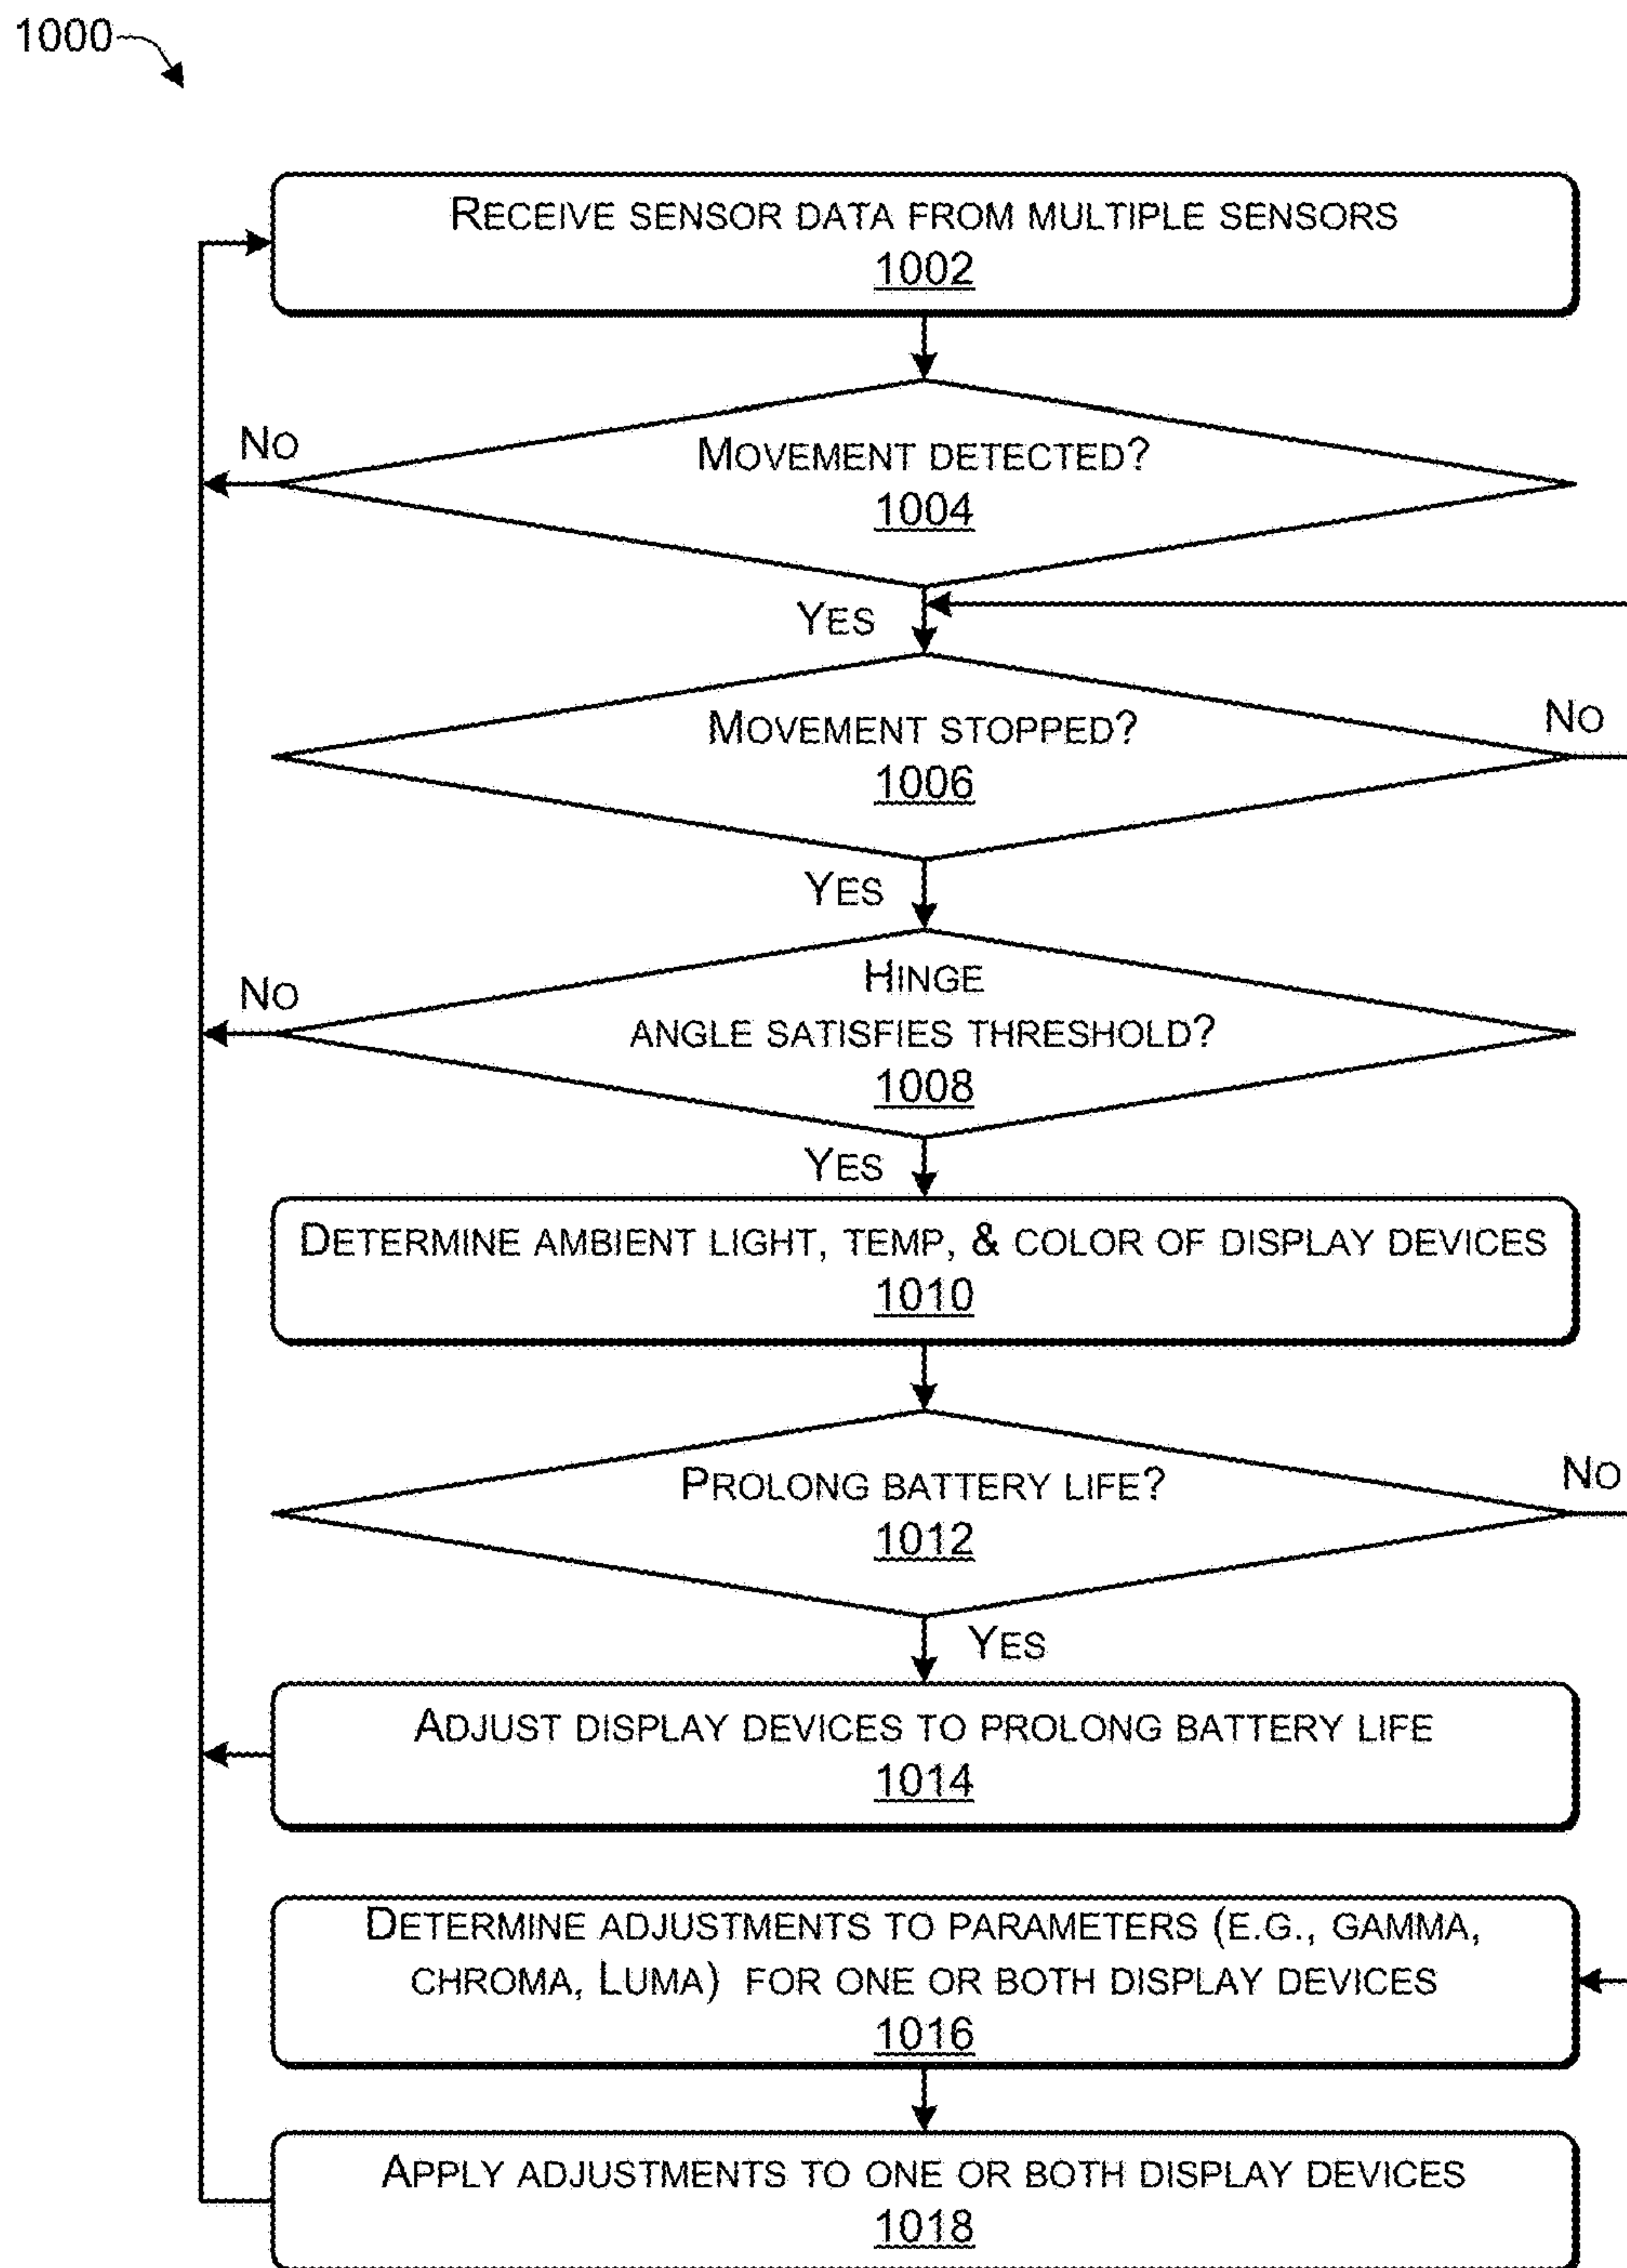 1000
RECEIVE SENSOR DATA FROM MULTIPLE SENSORS
1002
NO
MOVEMENT DETECTED?
1004
YES
MOVEMENT STOPPED?
1006
NO
YES
HINGE
ANGLE SATISFIES THRESHOLD?
1008
NO
YES
DETERMINE AMBIENT LIGHT, TEMP, & COLOR OF DISPLAY DEVICES
1010
PROLONG BATTERY LIFE?
1012
NO
YES
ADJUST DISPLAY DEVICES TO PROLONG BATTERY LIFE
1014
DETERMINE ADJUSTMENTS TO PARAMETERS (E.G., GAMMA,
CHROMA, LUMA) FOR ONE OR BOTH DISPLAY DEVICES
1016
APPLY ADJUSTMENTS TO ONE OR BOTH DISPLAY DEVICES
1018